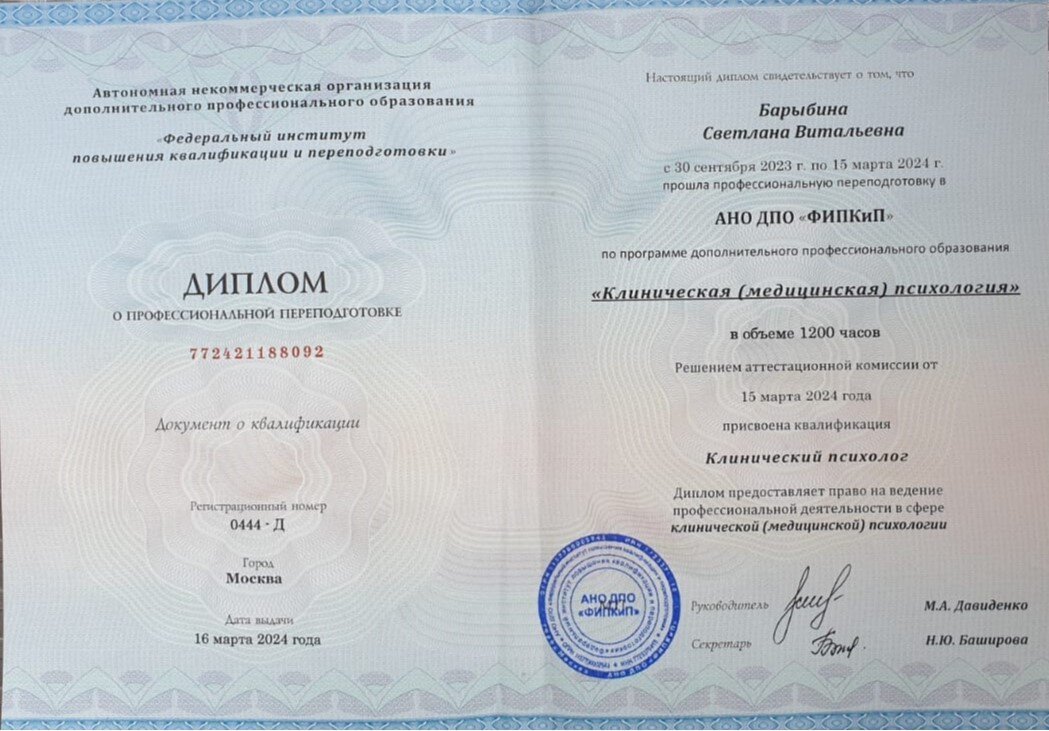 Автономная некоммерческая организация
дополнительного профессионального образования
«Федеральный институт
повышения квалификации и переподготовки»
ДИПЛОМ
О ПРОФЕССИОНАЛЬНОЙ ПЕРЕПОДГОТОВКЕ
772421188092
Документ о квалификации
Регистрационный номер
0444 - Д
Город
Москва
Дата выдачи
16 марта 2024 года
Настоящий диплом свидетельствует о том, что
Барыбина
Светлана Витальевна
с 30 сентября 2023 г. по 15 марта 2024 г.
прошла профессиональную переподготовку в
АНО ДПО «ФИПКиП»
по программе дополнительного профессионального образования
«Клиническая (медицинская) психология»
в объеме 1200 часов
Решением аттестационной комиссии от
15 марта 2024 года
присвоена квалификация
Клинический психолог
Диплом предоставляет право на ведение
профессиональной деятельности в сфере
клинической (медицинской) психологии
АНО ДПО
«ФИПКиП»
Руководитель
М.А. Давиденко
Секретарь
Н.Ю. Баширова